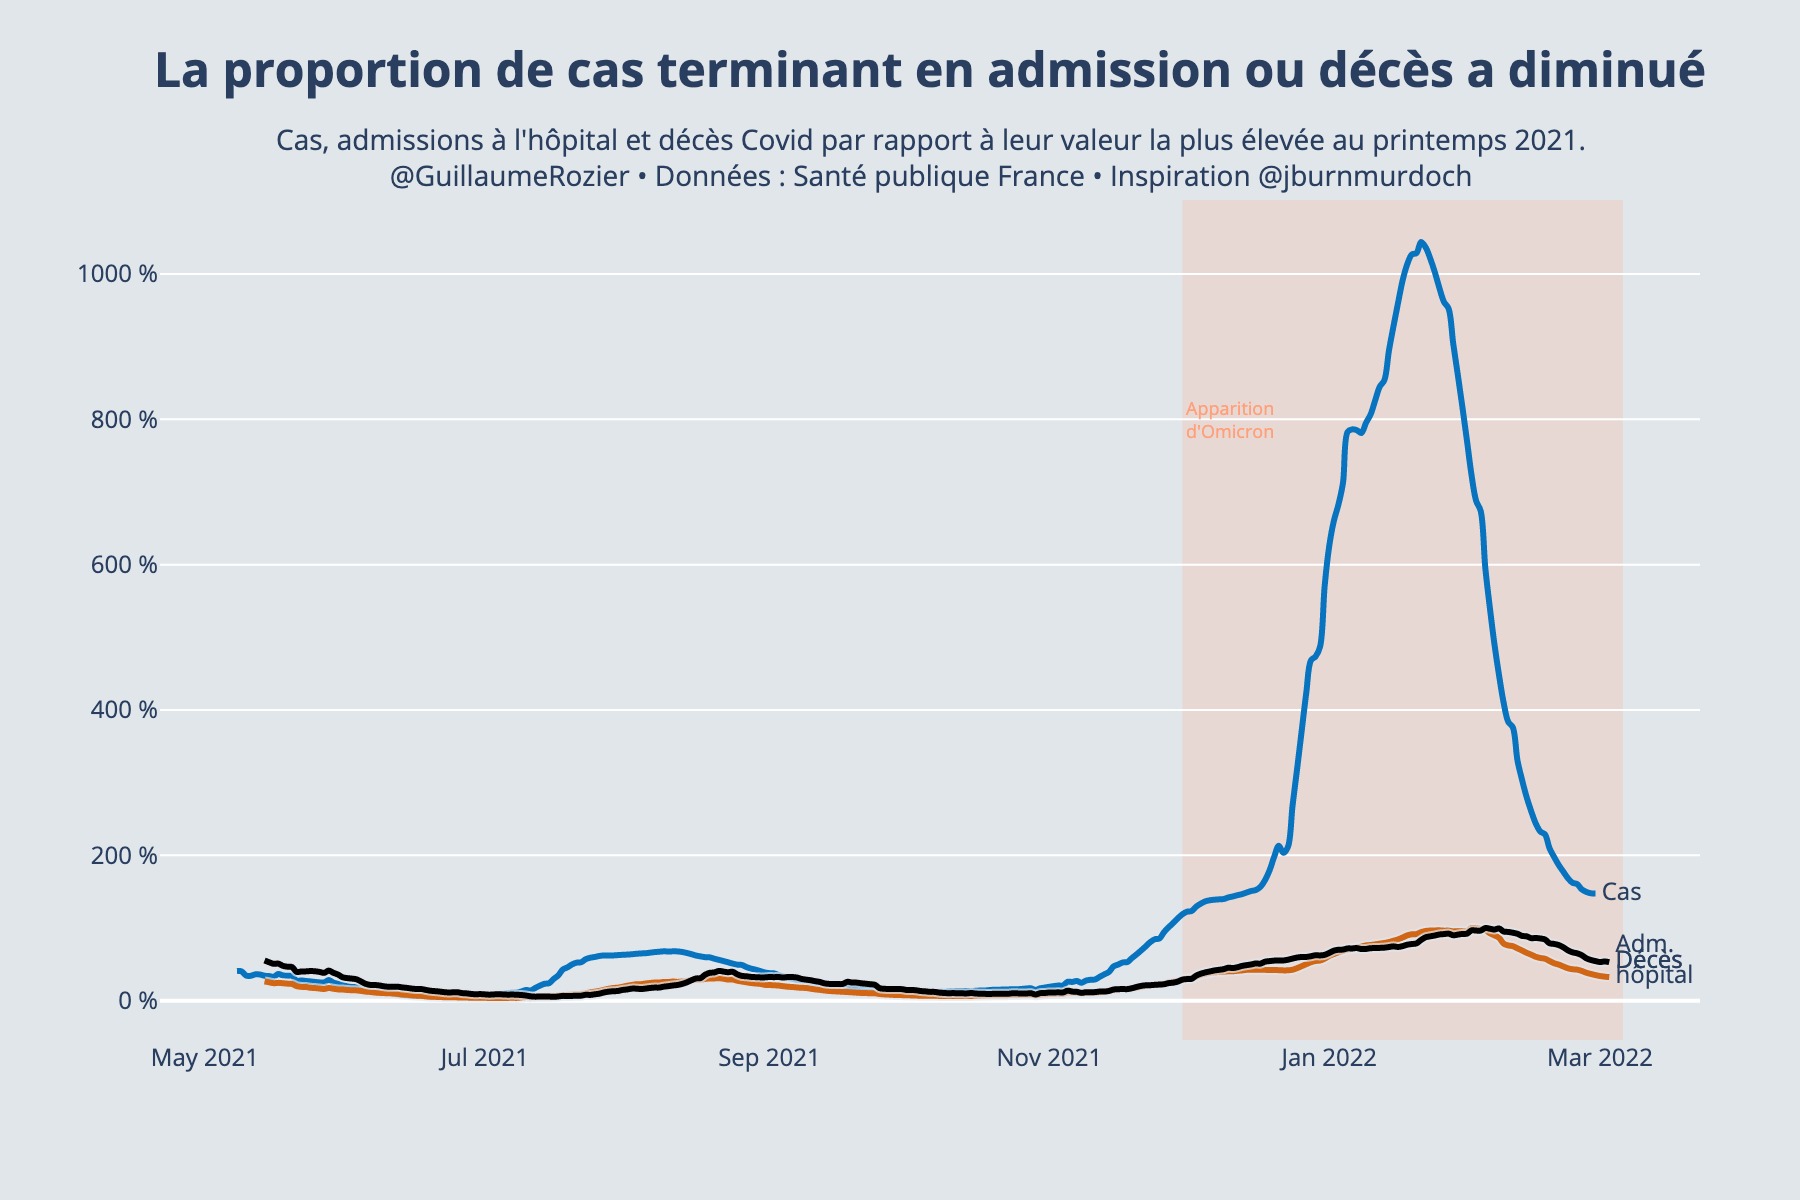 La proportion de cas terminant en admission ou décès a diminué
Cas, admissions à l'hôpital et décès Covid par rapport à leur valeur la plus élevée au printemps 2021.
@GuillaumeRozier • Données : Santé publique France • Inspiration @jburnmurdoch
1000 %
800 %
600 %
400 %
200 %
0 %
Apparition
d'Omicron
Cas
Adm.
Décès
hôpital
May 2021
Jul 2021
Sep 2021
Nov 2021
Jan 2022
Mar 2022